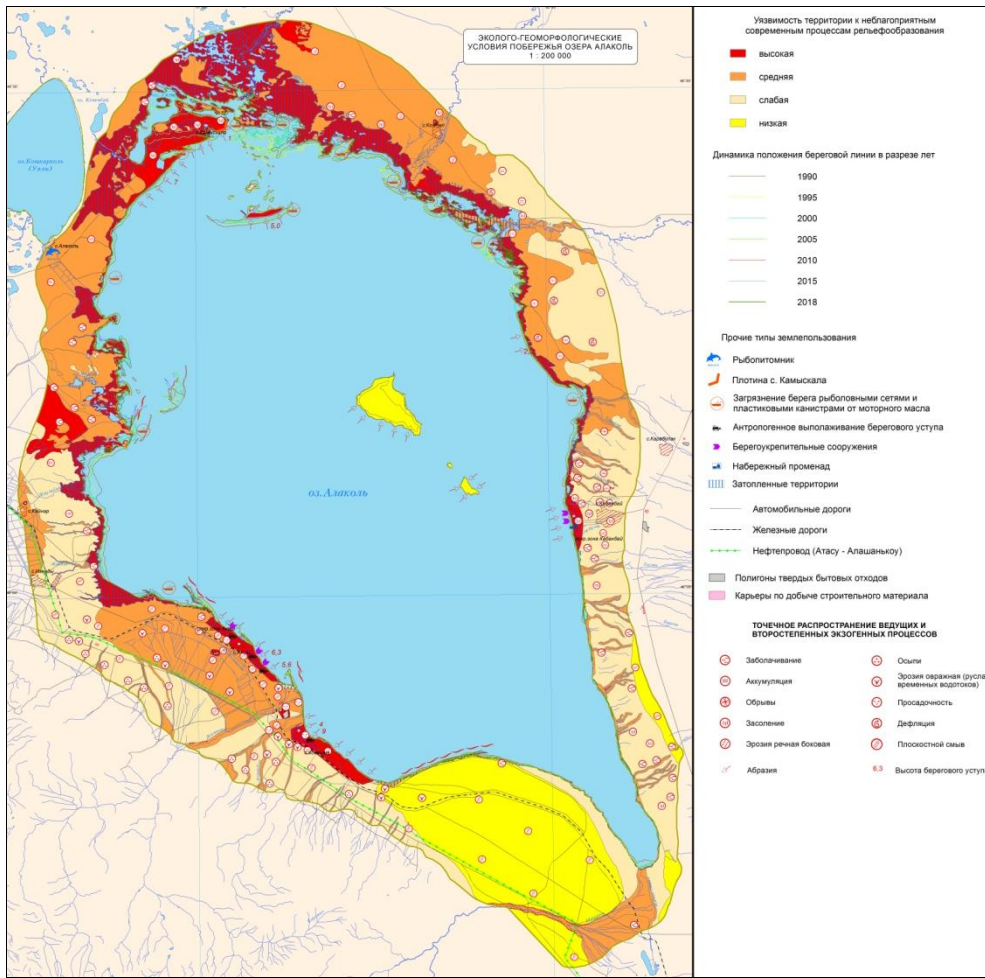 ЭКОЛОГО-ГЕОМОРФОЛОГИЧЕСКИЕ
УСЛОВИЯ ПОБЕРЕЖЬЯ ОЗЕРА АЛАКОЛЬ
1 : 200 000
оз.Кошкарколь
(Уялы)
с.Акши
5,0
оз. Алаколь
6,3
5,6
4
9
Уязвимость территории к неблагоприятным
современным процессам рельефообразования
высокая
средняя
слабая
низкая
Динамика положения береговой линии в разрезе лет
1990
1995
2000
2005
2010
2015
2018
Прочие типы землепользования
Рыбопитомник
Плотина с. Камыскала
Загрязнение берега рыболовными сетями и
пластиковыми канистрами от моторного масла
Антропогенное выполаживание берегового уступа
Берегоукрепительные сооружения
Набережный променад
Затопленные территории
Автомобильные дороги
Железные дороги
Нефтепровод (Атасу - Алашанькоу)
Полигоны твердых бытовых отходов
Карьеры по добыче строительного материала
ТОЧЕЧНОЕ РАСПРОСТРАНЕНИЕ ВЕДУЩИХ И
ВТОРОСТЕПЕННЫХ ЭКЗОГЕННЫХ ПРОЦЕССОВ
Заболачивание
Аккумуляция
Обрывы
Засоление
Эрозия речная боковая
Абразия
Осыпи
Эрозия овражная (русла
временных водотоков)
Просадочность
Дефляция
Плоскостной смыв
6,3 Высота берегового уступа